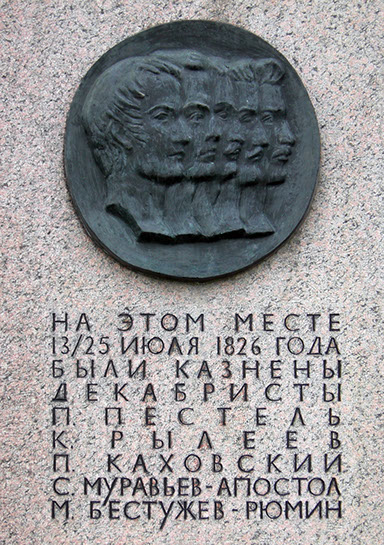 НА ЭТОМ МЕСТЕ
13/25 ИЮЛЯ 1826 ГОДА
БЫЛИ КАЗНЕНЫ
ДЕКАБРИСТЫ
П. ПЕСТЕЛЬ
К. РЫЛЕЕВ
П. КАХОВСКИЙ
С. МУРАВЬЕВ-АПОСТОЛ
М. БЕСТУЖЕВ-РЮМИН